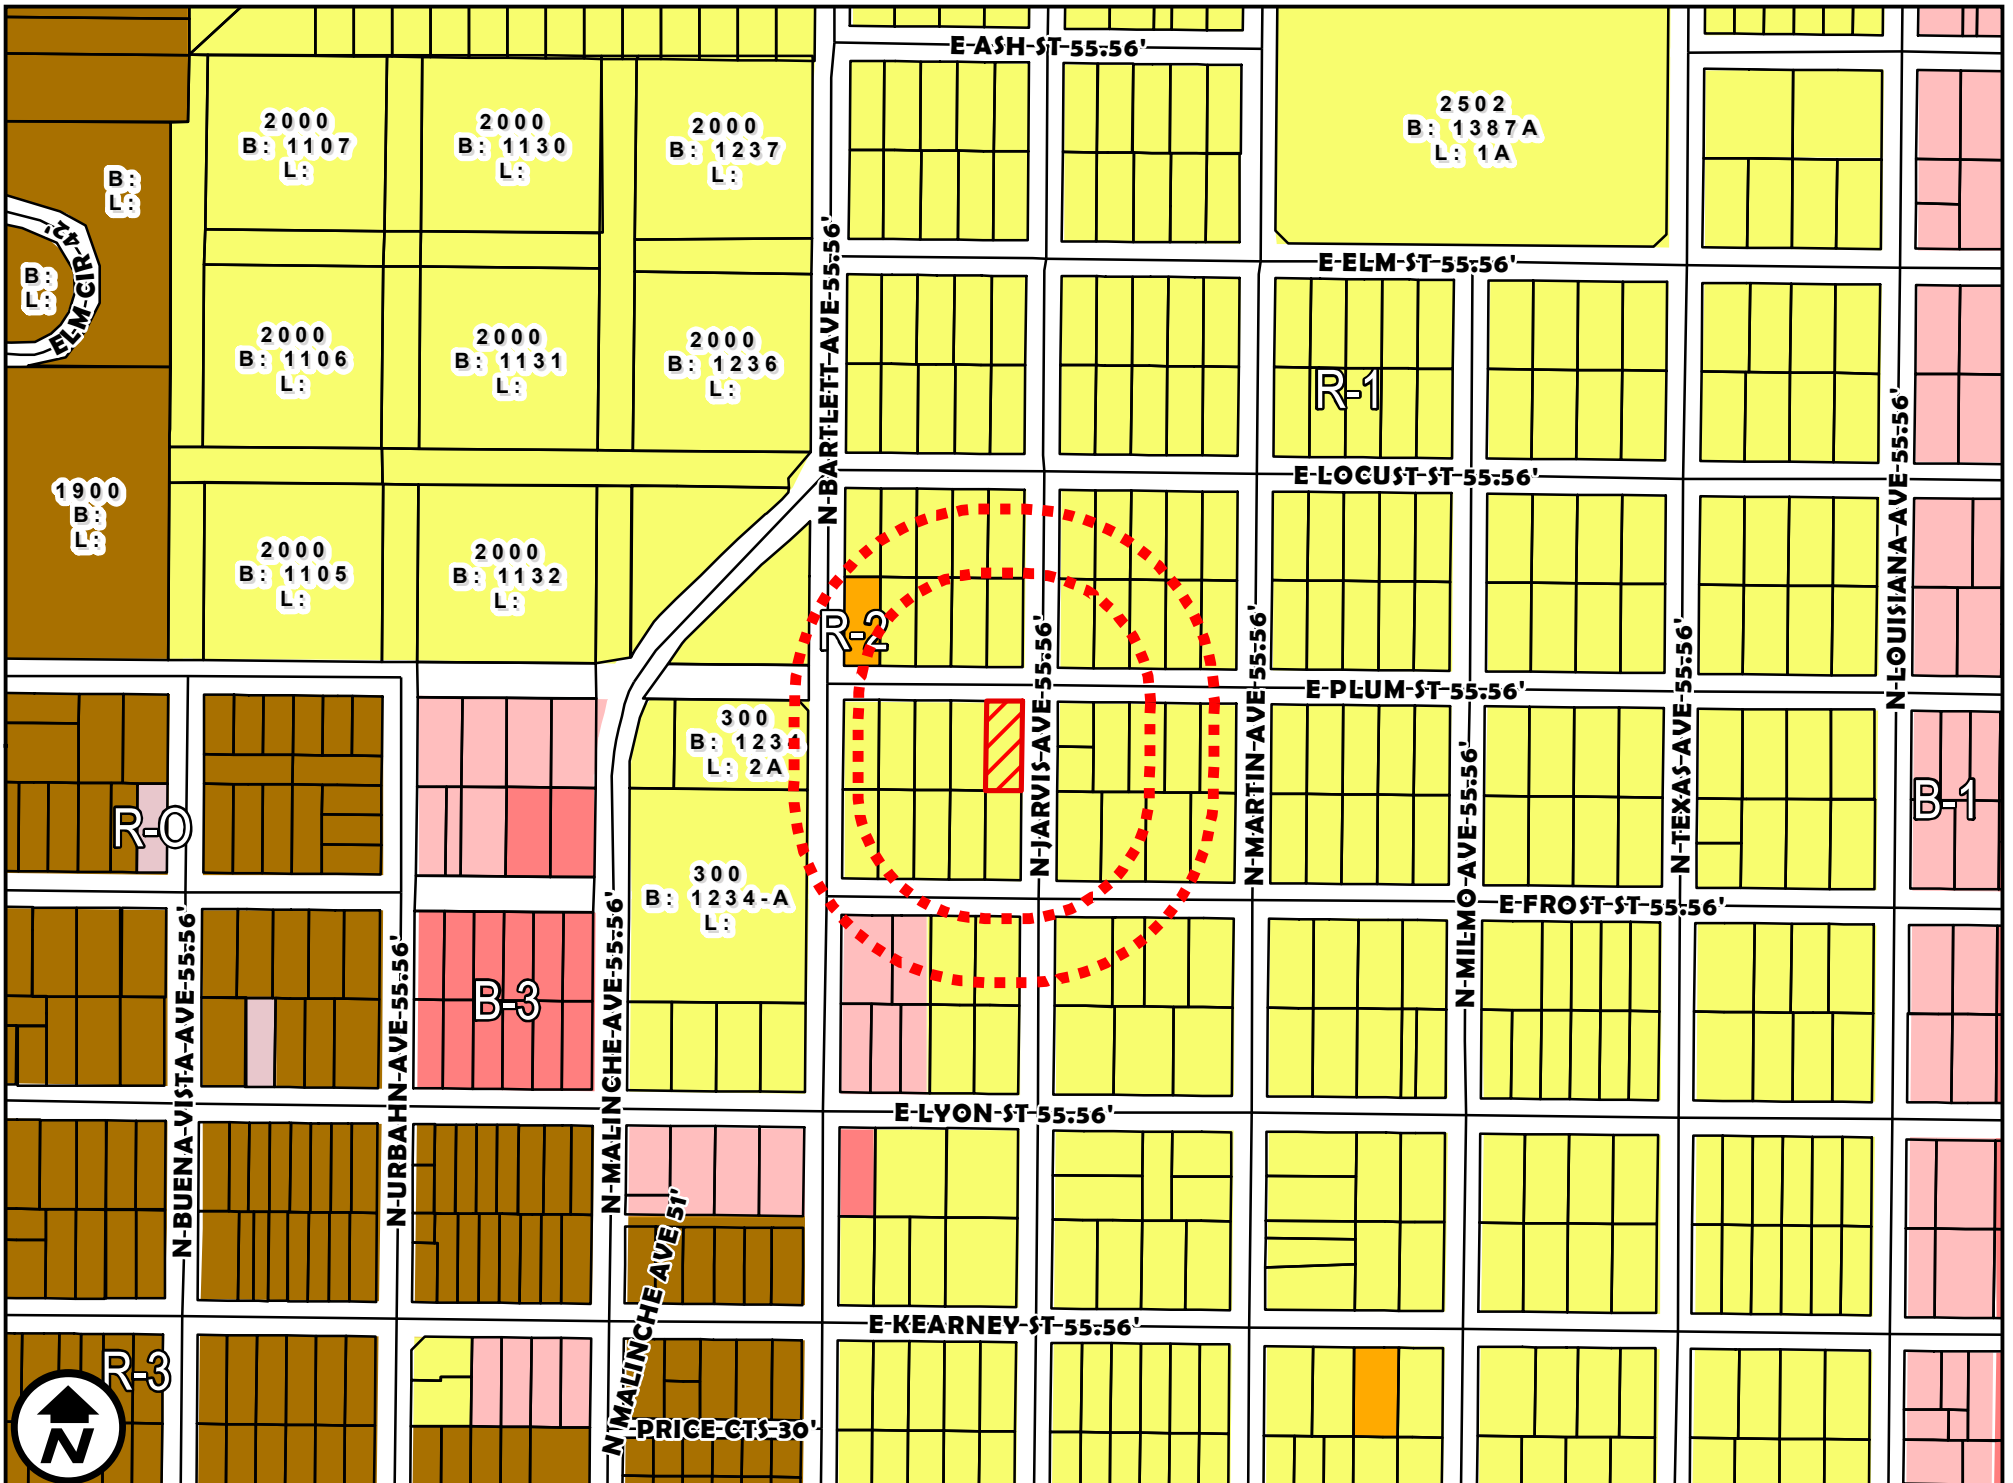 E ASH ST 55.56'
2000
B: 1107
L:
2000
B: 1130
L:
2000
B: 1237
L:
2502
B: 1387A
L: 1A
B:
L:
ELM CIR 42'
B:
L:
E ELM ST 55.56'
2000
B: 1106
L:
2000
B: 1131
L:
2000
B: 1236
L:
N BARTLETT AVE 55.56'
R-1
E LOCUST ST 55.56'
1900
B:
L:
2000
B: 1105
L:
2000
B: 1132
L:
R-2
N JARVIS AVE 55.56'
N MARTIN AVE 55.56'
N TEXAS AVE 55.56'
N LOUISIANA AVE 55.56'
E PLUM ST 55.56'
300
B: 1234
L: 2A
R-O
B-1
N MILMO AVE 55.56'
300
B: 1234-A
L:
E FROST ST 55.56'
N BUENA VISTA AVE 55.56'
N URBAHN AVE 55.56'
B-3
N MALINCHE AVE 55.56'
E LYON ST 55.56'
N MALINCHE AVE 51'
E KEARNEY ST 55.56'
R-3
PRICE CTS 30'
N